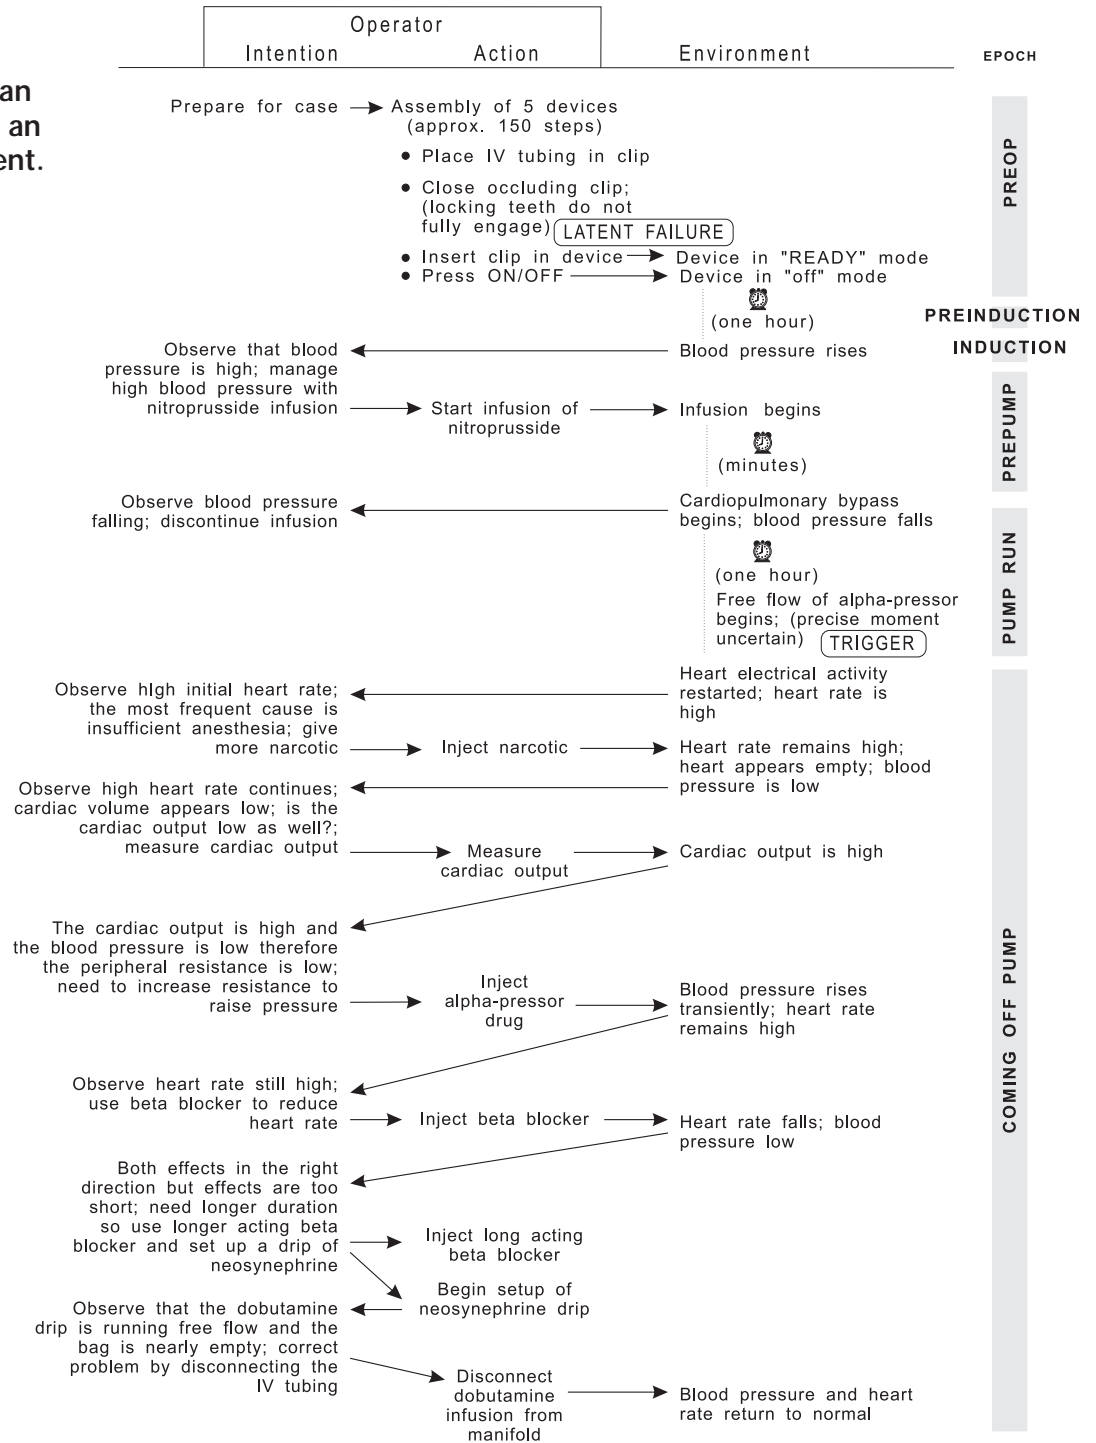 Operator
Intention Action Environment EPOCH
an
an
ent.
Prepare for case Assembly of 5 devices
(approx. 150 steps)
• Place IV tubing in clip
• Close occluding clip;
(locking teeth do not
fully engage) LATENT FAILURE
• Insert clip in device Device in "READY" mode
• Press ON/OFF Device in "off" mode
PREOP
(one hour)
PREINDUCTION
INDUCTION
Blood pressure rises
Observe that blood
pressure is high; manage
high blood pressure with
nitroprusside infusion
Start infusion of
nitroprusside
Infusion begins
(minutes)
PREPUMP
Cardiopulmonary bypass
begins; blood pressure falls
Observe blood pressure
falling; discontinue infusion
(one hour)
Free flow of alpha-pressor
begins; (precise moment
uncertain) TRIGGER
PUMP RUN
Heart electrical activity
restarted; heart rate is
high
Observe hIgh initial heart rate;
the most frequent cause is
insufficient anesthesia; give
more narcotic
Inject narcotic
Heart rate remains high;
heart appears empty; blood
pressure is low
Observe high heart rate continues;
cardiac volume appears low; is the
cardiac output low as well?;
measure cardiac output
Measure
cardiac output
Cardiac output is high
The cardiac output is high and
the blood pressure is low therefore
the peripheral resistance is low;
need to increase resistance to
raise pressure
Inject
alpha-pressor
drug
Blood pressure rises
transiently; heart rate
remains high
COMING OFF PUMP
Observe heart rate still high;
use beta blocker to reduce
heart rate
Inject beta blocker
Heart rate falls; blood
pressure low
Both effects in the right
direction but effects are too
short; need longer duration
so use longer acting beta
blocker and set up a drip of
neosynephrine
Inject long acting
beta blocker
Begin setup of
neosynephrine drip
Observe that the dobutamine
drip is running free flow and the
bag is nearly empty; correct
problem by disconnecting the
IV tubing
Disconnect
dobutamine
infusion from
manifold
Blood pressure and heart
rate return to normal